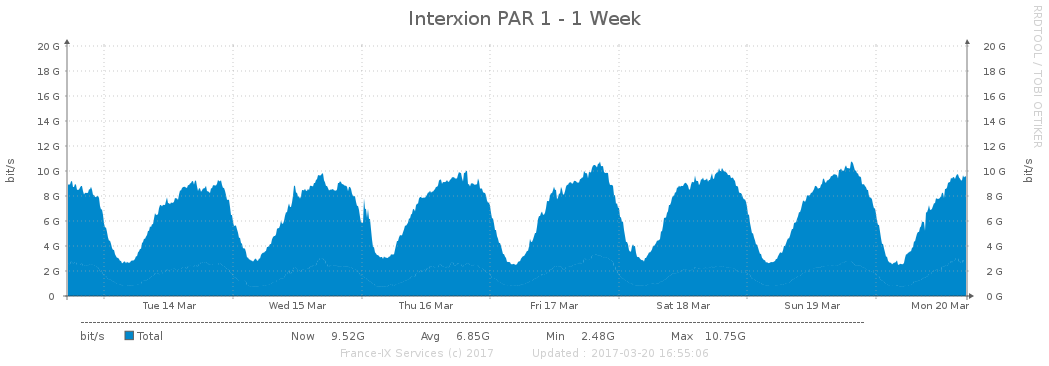 Interxion PAR 1 - 1 Week
RRDTOOL / TOBI OETIKER
20 G 20 G
18 G 18 G
16 G 16 G
14 G 14 G
12 G 12 G
10 G 10 G
8 G 8 G
6 G 6 G
4 G 4 G
2 G 2 G
0 0 G
bit/s bit/s
Tue 14 Mar Wed 15 Mar Thu 16 Mar Fri 17 Mar Sat 18 Mar Sun 19 Mar Mon 20 Mar
bit/s Total Now 9.52G Avg 6.85G Min 2.48G Max 10.75G
France-IX Services (c) 2017 Updated : 2017-03-20 16:55:06